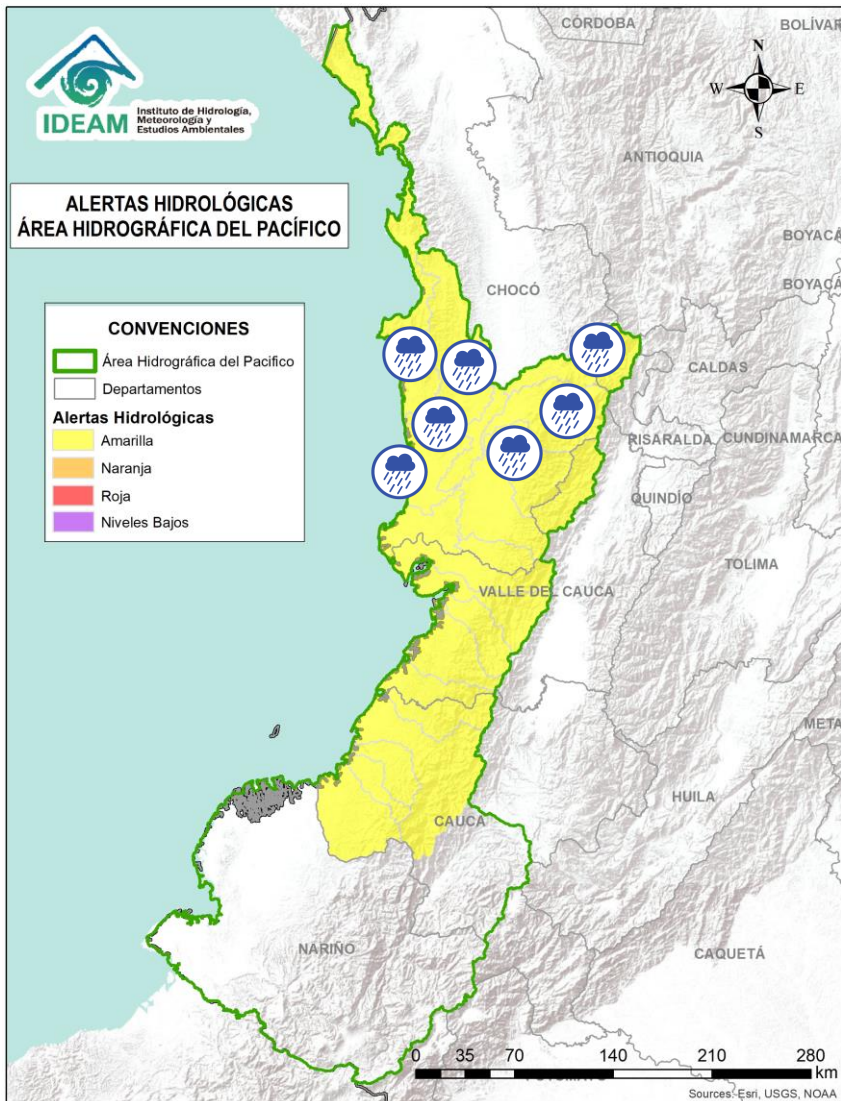 CÓRDOBA
BOLÍVAR
IDEAM
Instituto de Hidrología,
Meteorología y
Estudios Ambientales
N
W
E
S
ANTIOQUIA
ALERTAS HIDROLÓGICAS
ÁREA HIDROGRÁFICA DEL PACÍFICO
BOYACÁ
BOYACÁ
CHOCÓ
CONVENCIONES
Área Hidrográfica del Pacifico
Departamentos
Alertas Hidrológicas
Amarilla
Naranja
Roja
Niveles Bajos
CALDAS
RISARALDA
CUNDINAMARCA
QUINDÍO
TOLIMA
VALLE DEL CAUCA
META
HUILA
CAUCA
NARIÑO
CAQUETÁ
0 35 70 140 210 280
km
Sources: Esri, USGS, NOAA